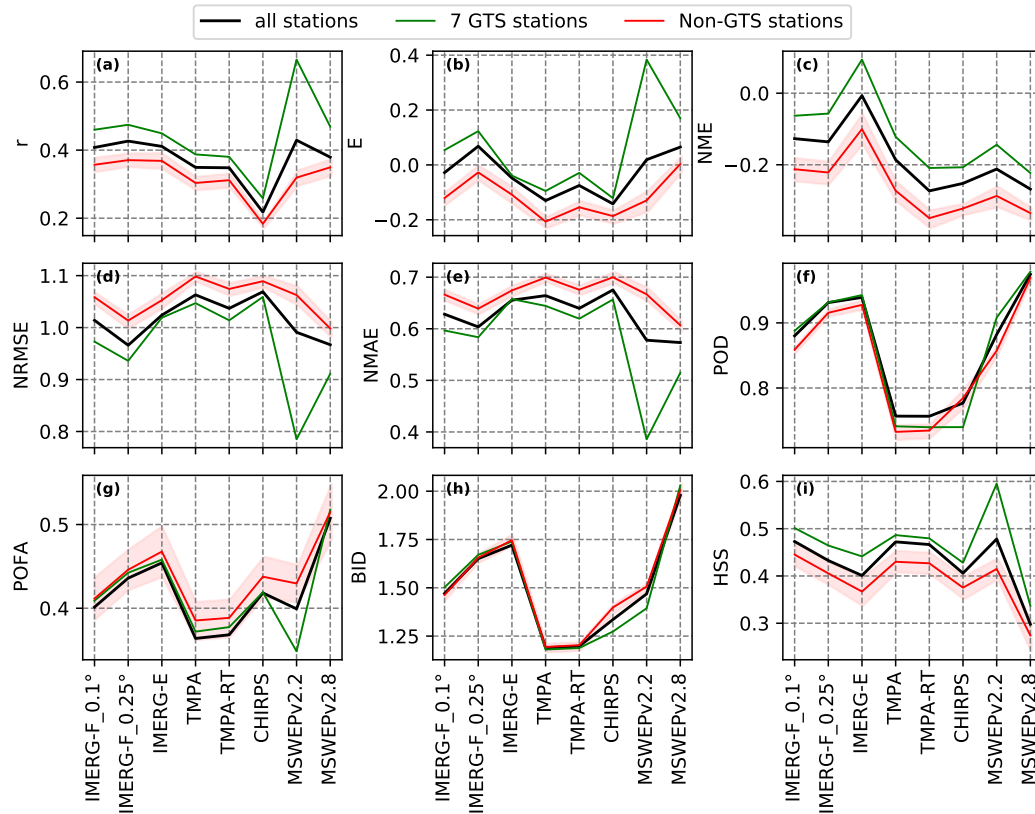 all stations 7 GTS stations Non-GTS stations
(a) (b) (c)
r E NME
0.6 0.4 0.2
0.4 0.2 0.0 −0.2
0.0 −0.2
(d) (e) (f)
NRMSE NMAE POD
1.1 1.0 0.9 0.8
0.7 0.6 0.5 0.4
0.9 0.8
(g) (h) (i)
POFA BID HSS
0.5 0.4
2.00 1.75 1.50 1.25
0.6 0.5 0.4 0.3
IMERG-F_0.1° IMERG-F_0.25° IMERG-E TMPA TMPA-RT CHIRPS MSWEPv2.2 MSWEPv2.8
IMERG-F_0.1° IMERG-F_0.25° IMERG-E TMPA TMPA-RT CHIRPS MSWEPv2.2 MSWEPv2.8
IMERG-F_0.1° IMERG-F_0.25° IMERG-E TMPA TMPA-RT CHIRPS MSWEPv2.2 MSWEPv2.8